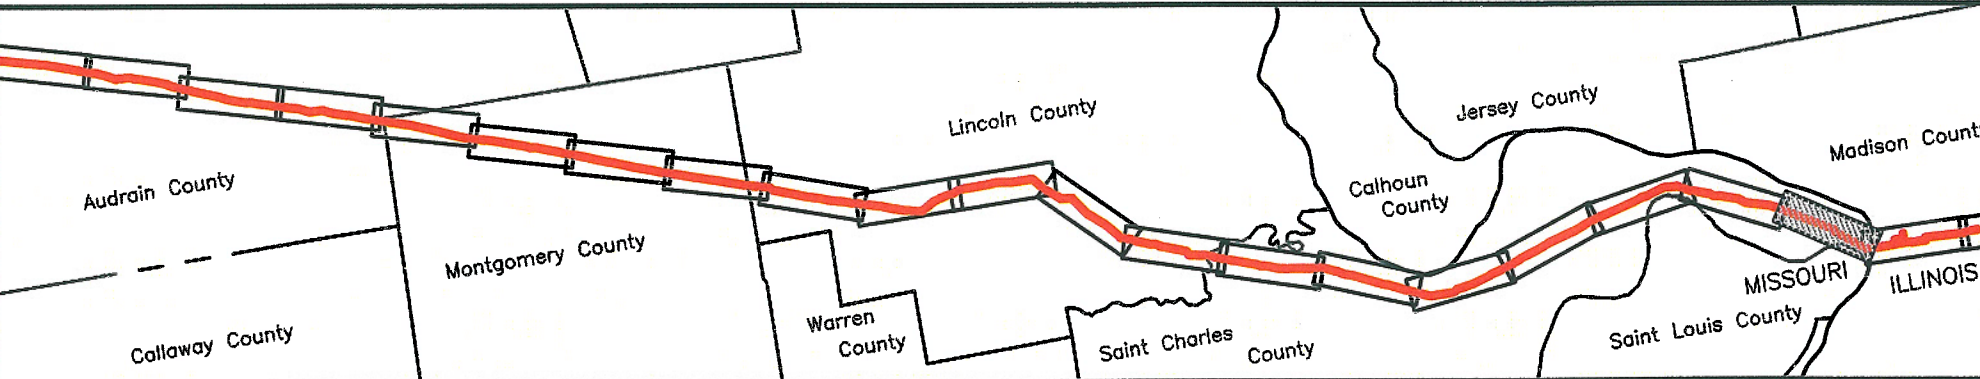 Lincoln County
Jersey County
Madison Count
Audrain County
Calhoun
County
Montgomery County
MISSOURI
ILLINOIS
Callaway County
Warren
County
Saint Charles
County
Saint Louis County